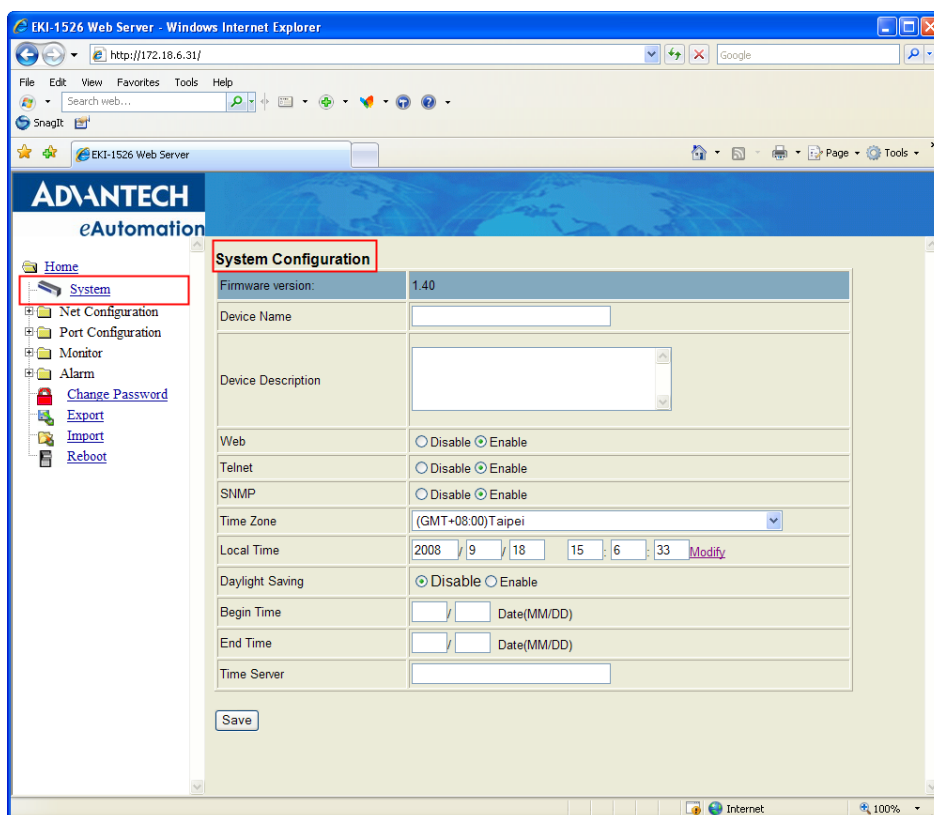 EKI-1526 Web Server - Windows Internet Explorer
http://172.18.6.31/
Google
File Edit View Favorites Tools Help
Search web...
SnagIt
EKI-1526 Web Server
Page
Tools
ADVANTECH
eAutomation
Home
System
Net Configuration
Port Configuration
Monitor
Alarm
Change Password
Export
Import
Reboot
System Configuration
Firmware version: 1.40
Device Name
Device Description
Web Disable Enable
Telnet Disable Enable
SNMP Disable Enable
Time Zone (GMT+08:00)Taipei
Local Time 2008 / 9 / 18 15 : 6 : 33 Modify
Daylight Saving Disable Enable
Begin Time / Date(MM/DD)
End Time / Date(MM/DD)
Time Server
Save
Internet
100%